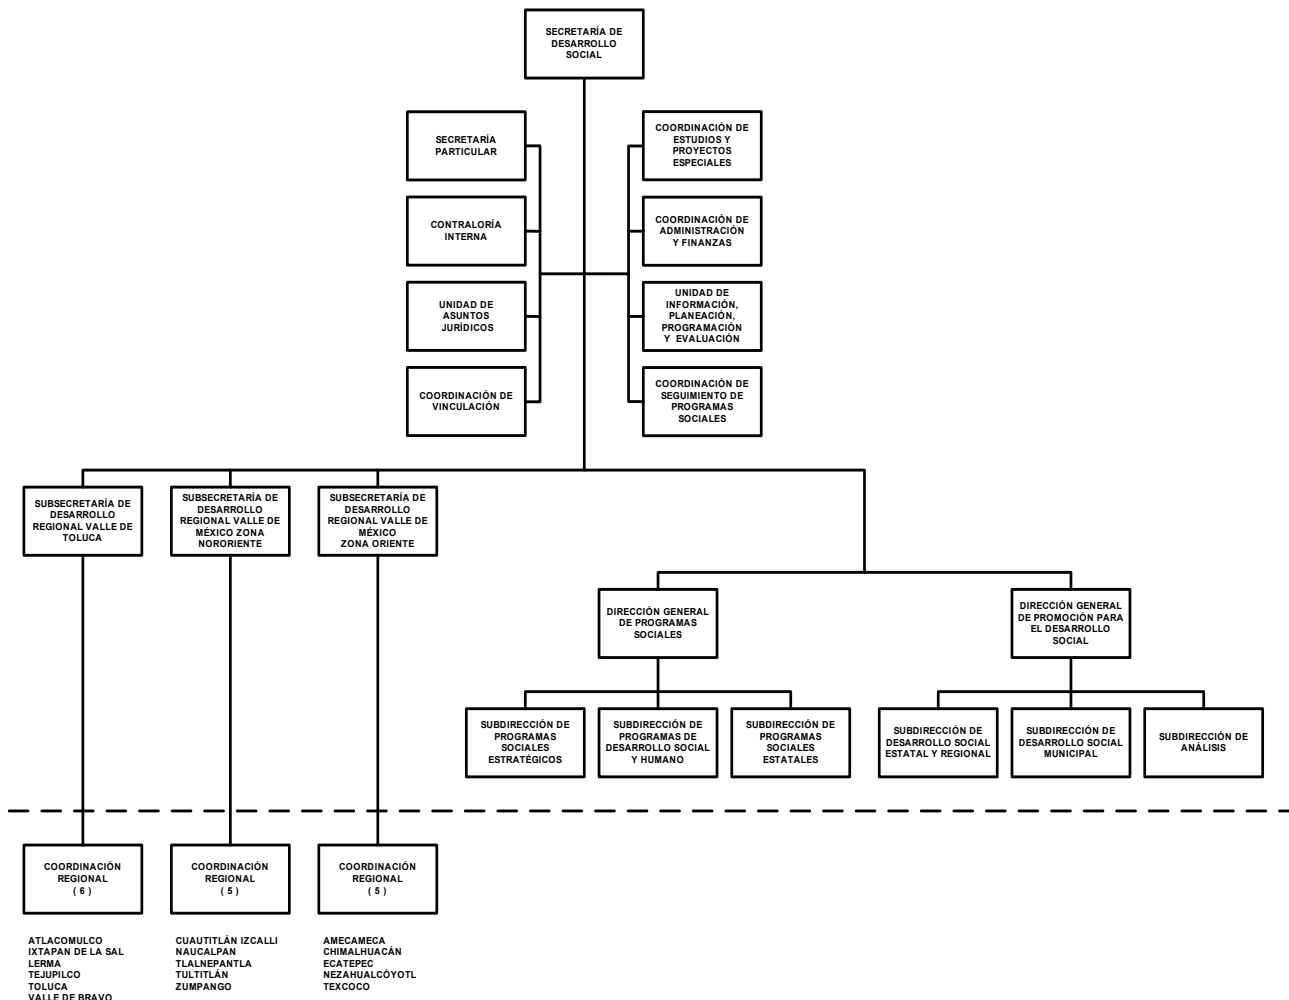 SECRETARÍA DE
DESARROLLO
SOCIAL
SECRETARÍA
PARTICULAR
COORDINACIÓN DE
ESTUDIOS Y
PROYECTOS
ESPECIALES
CONTRALORÍA
INTERNA
COORDINACIÓN DE
ADMINISTRACIÓN
Y FINANZAS
UNIDAD DE
ASUNTOS
JURÍDICOS
UNIDAD DE
INFORMACIÓN,
PLANEACIÓN,
PROGRAMACIÓN
Y EVALUACIÓN
COORDINACIÓN DE
VINCULACIÓN
COORDINACIÓN DE
SEGUIMIENTO DE
PROGRAMAS
SOCIALES
SUBSECRETARÍA DE
DESARROLLO
REGIONAL VALLE DE
TOLUCA
SUBSECRETARÍA DE
DESARROLLO
REGIONAL VALLE DE
MÉXICO ZONA
NORORIENTE
SUBSECRETARÍA DE
DESARROLLO
REGIONAL VALLE DE
MÉXICO
ZONA ORIENTE
DIRECCIÓN GENERAL
DE PROGRAMAS
SOCIALES
DIRECCIÓN GENERAL
DE PROMOCIÓN PARA
EL DESARROLLO
SOCIAL
SUBDIRECCIÓN DE
PROGRAMAS
SOCIALES
ESTRATÉGICOS
SUBDIRECCIÓN DE
PROGRAMAS DE
DESARROLLO SOCIAL
Y HUMANO
SUBDIRECCIÓN DE
PROGRAMAS
SOCIALES
ESTATALES
SUBDIRECCIÓN DE
DESARROLLO SOCIAL
ESTATAL Y REGIONAL
SUBDIRECCIÓN DE
DESARROLLO SOCIAL
MUNICIPAL
SUBDIRECCIÓN DE
ANÁLISIS
COORDINACIÓN
REGIONAL
( 6 )
COORDINACIÓN
REGIONAL
( 5 )
COORDINACIÓN
REGIONAL
( 5 )
ATLACOMULCO
IXTAPAN DE LA SAL
LERMA
TEJUPILCO
TOLUCA
VALLE DE BRAVO
CUAUTITLÁN IZCALLI
NAUCALPAN
TLALNEPANTLA
TULTITLÁN
ZUMPANGO
AMECAMECA
CHIMALHUACÁN
ECATEPEC
NEZAHUALCÓYOTL
TEXCOCO